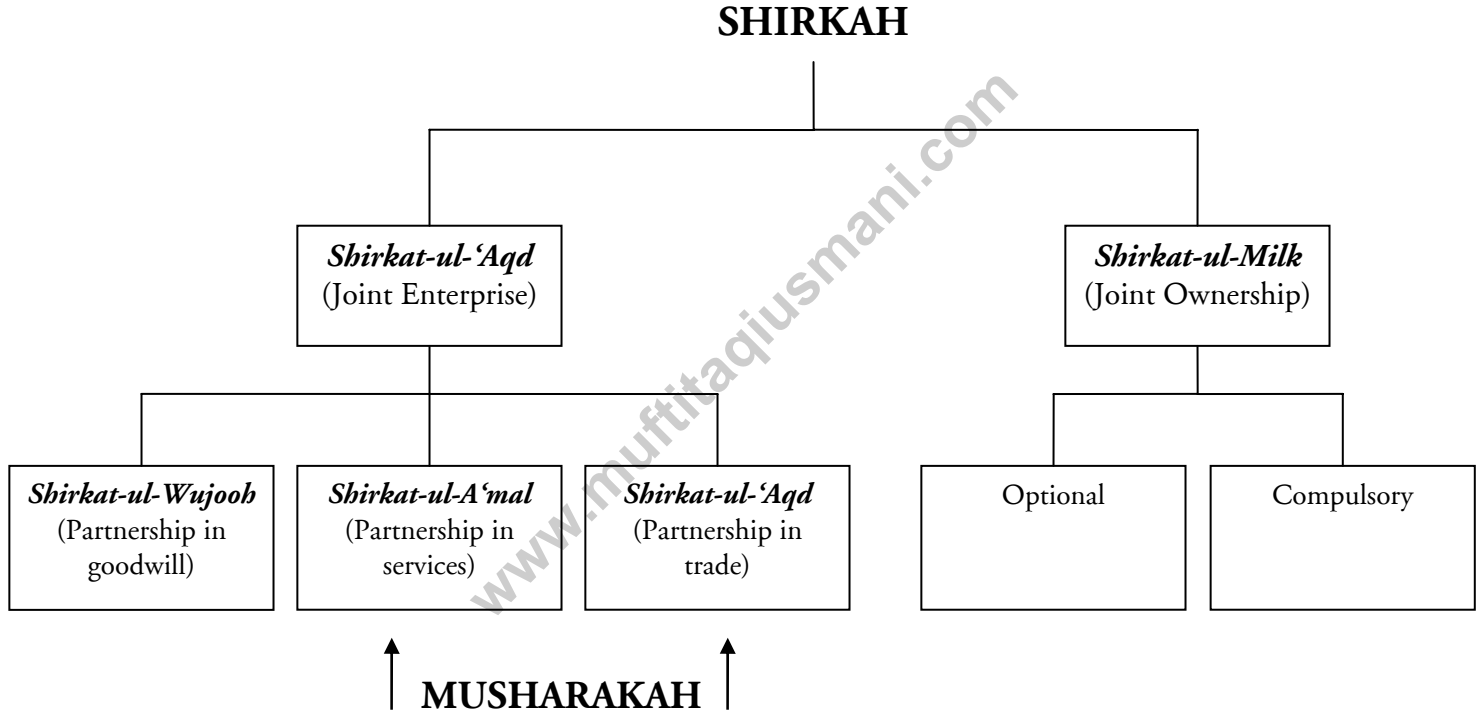 SHIRKAH
Shirkat-ul-‘Aqd
(Joint Enterprise)
Shirkat-ul-Milk
(Joint Ownership)
Shirkat-ul-Wujooh
(Partnership in
goodwill)
Shirkat-ul-A‘mal
(Partnership in
services)
Shirkat-ul-‘Aqd
(Partnership in
trade)
Optional
Compulsory
MUSHARAKAH
www.muftitaqiusmani.com